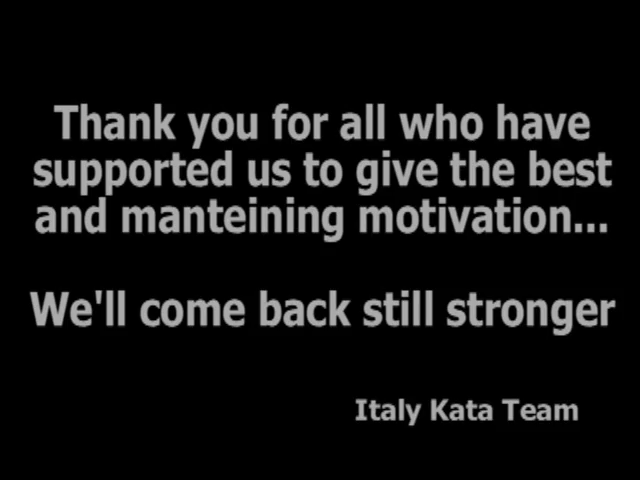 Thank you for all who have
supported us to give the best
and manteining motivation...
We'll come back still stronger
Italy Kata Team